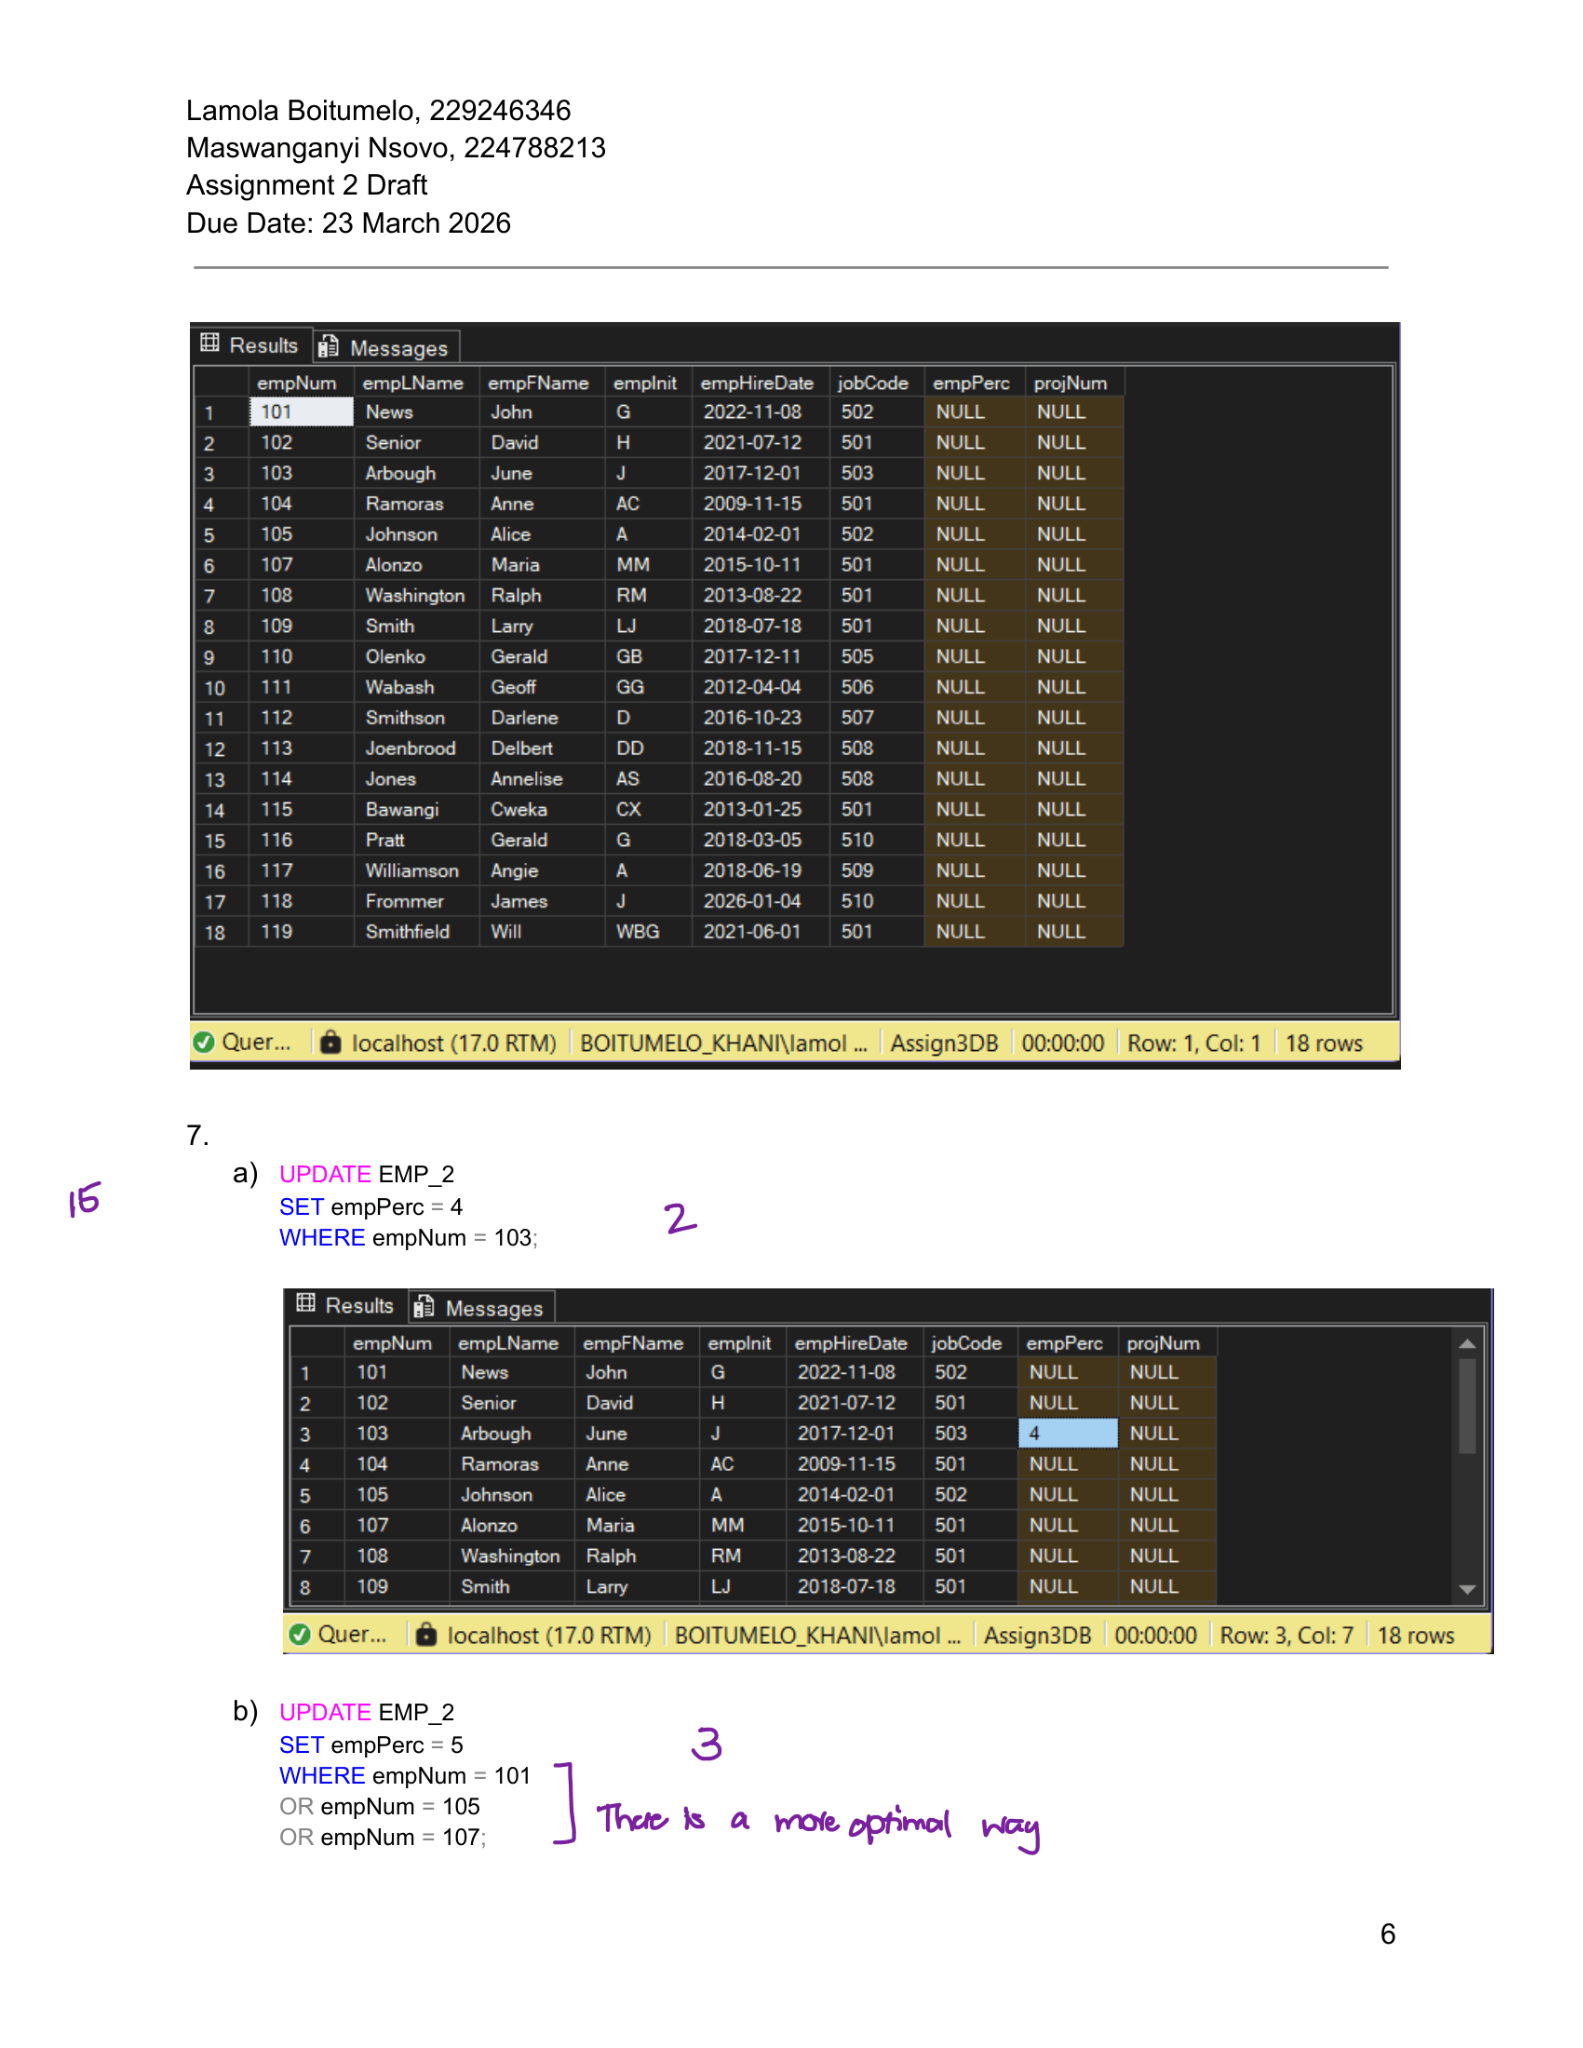 Lamola Boitumelo, 229246346
Maswanganyi Nsovo, 224788213
Assignment 2 Draft
Due Date: 23 March 2026
Results Messages
empNum empLName empFName empInit empHireDate jobCode empPerc projNum
1 101 News John G 2022-11-08 502 NULL NULL
2 102 Senior David H 2021-07-12 501 NULL NULL
3 103 Arbough June J 2017-12-01 503 NULL NULL
4 104 Ramoras Anne AC 2009-11-15 501 NULL NULL
5 105 Johnson Alice A 2014-02-01 502 NULL NULL
6 107 Alonzo Maria MM 2015-10-11 501 NULL NULL
7 108 Washington Ralph RM 2013-08-22 501 NULL NULL
8 109 Smith Larry LJ 2018-07-18 501 NULL NULL
9 110 Olenko Gerald GB 2017-12-11 505 NULL NULL
10 111 Wabash Geoff GG 2012-04-04 506 NULL NULL
11 112 Smithson Darlene D 2016-10-23 507 NULL NULL
12 113 Joenbrood Delbert DD 2018-11-15 508 NULL NULL
13 114 Jones Annelise AS 2016-08-20 508 NULL NULL
14 115 Bawangi Cweka CX 2013-01-25 501 NULL NULL
15 116 Pratt Gerald G 2018-03-05 510 NULL NULL
16 117 Williamson Angie A 2018-06-19 509 NULL NULL
17 118 Frommer James J 2026-01-04 510 NULL NULL
18 119 Smithfield Will WBG 2021-06-01 501 NULL NULL
Quer... localhost (17.0 RTM) BOITUMELO_KHANI\lamol ... Assign3DB 00:00:00 Row: 1, Col: 1 18 rows
7.
a) UPDATE EMP_2
15 SET empPerc = 4 2
WHERE empNum = 103;
Results Messages
empNum empLName empFName empInit empHireDate jobCode empPerc projNum
1 101 News John G 2022-11-08 502 NULL NULL
2 102 Senior David H 2021-07-12 501 NULL NULL
3 103 Arbough June J 2017-12-01 503 4 NULL
4 104 Ramoras Anne AC 2009-11-15 501 NULL NULL
5 105 Johnson Alice A 2014-02-01 502 NULL NULL
6 107 Alonzo Maria MM 2015-10-11 501 NULL NULL
7 108 Washington Ralph RM 2013-08-22 501 NULL NULL
8 109 Smith Larry LJ 2018-07-18 501 NULL NULL
Quer... localhost (17.0 RTM) BOITUMELO_KHANI\lamol ... Assign3DB 00:00:00 Row: 3, Col: 7 18 rows
b) UPDATE EMP_2
SET empPerc = 5 3
WHERE empNum = 101
OR empNum = 105 There is a more optimal way
OR empNum = 107;
6